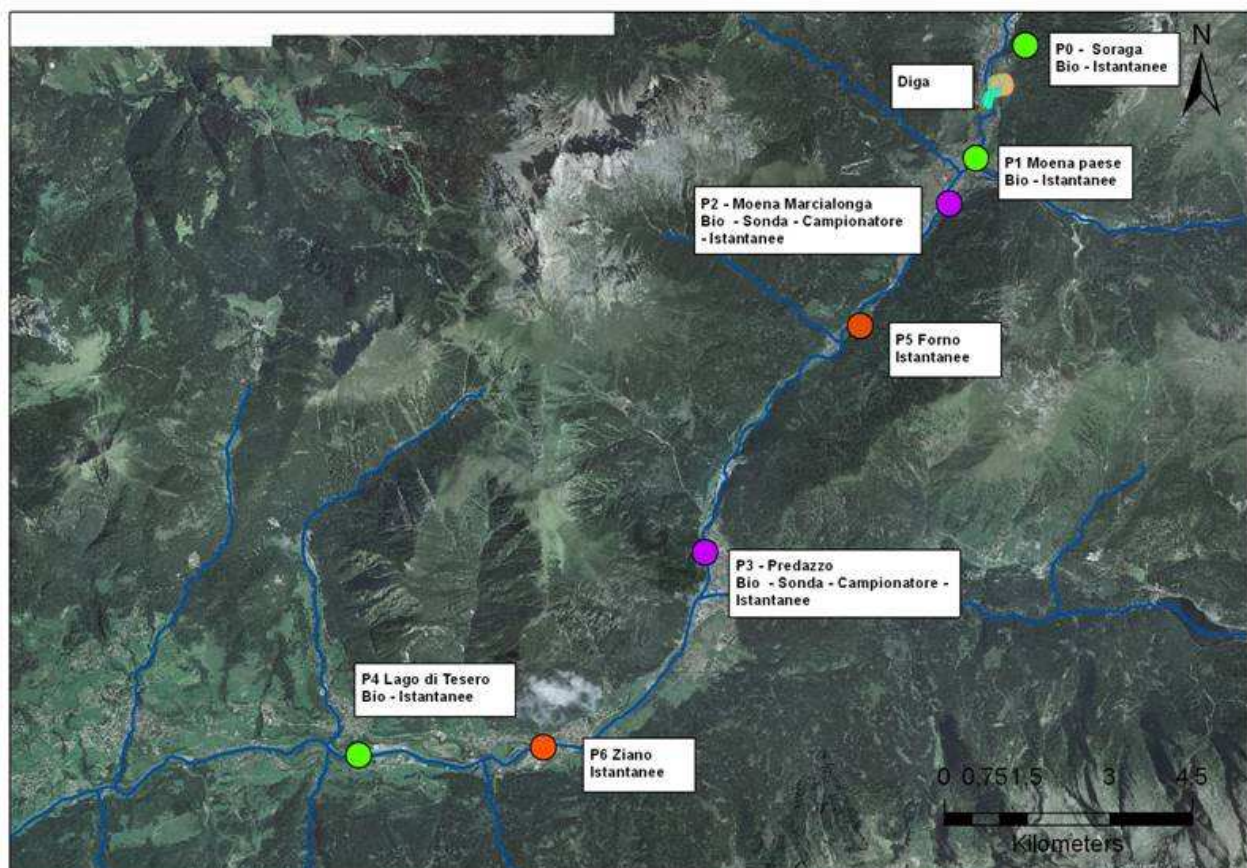 N
P0 - Soraga
Bio - Istantanee
Diga
P1 Moena paese
Bio - Istantanee
P2 - Moena Marcialonga
Bio - Sonda - Campionatore
- Istantanee
P5 Forno
Istantanee
P3 - Predazzo
Bio - Sonda - Campionatore -
Istantanee
P4 Lago di Tesero
Bio - Istantanee
P6 Ziano
Istantanee
0 0.75 1.5 3 4.5
Kilometers